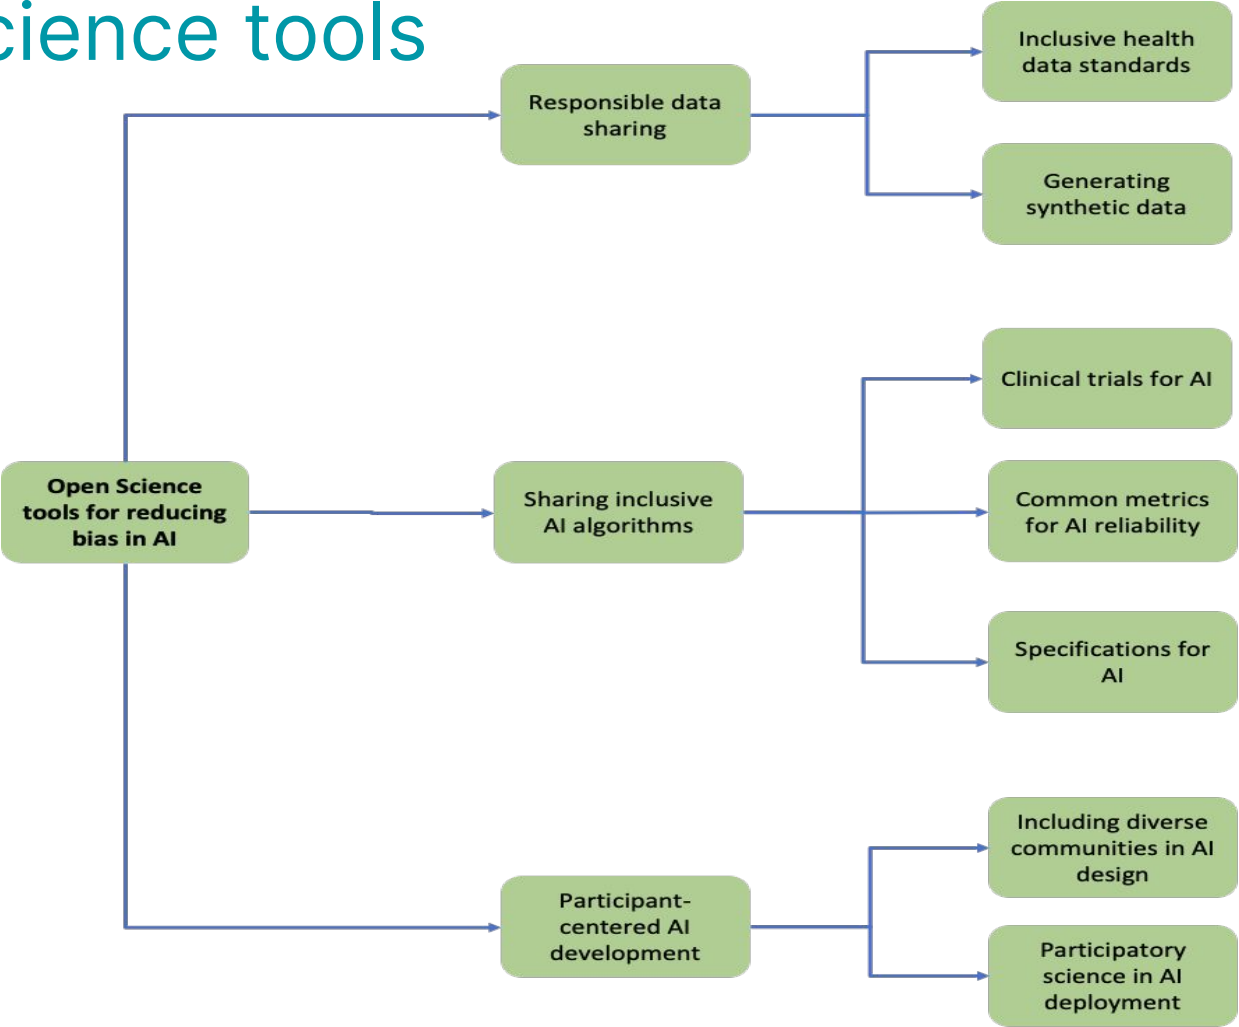 cience tools
Inclusive health
data standards
Responsible data
sharing
Generating
synthetic data
Clinical trials for AI
Open Science
tools for reducing
bias in AI
Sharing inclusive
AI algorithms
Common metrics
for AI reliability
Specifications for
AI
Including diverse
communities in AI
design
Participant-
centered AI
development
Participatory
science in AI
deployment